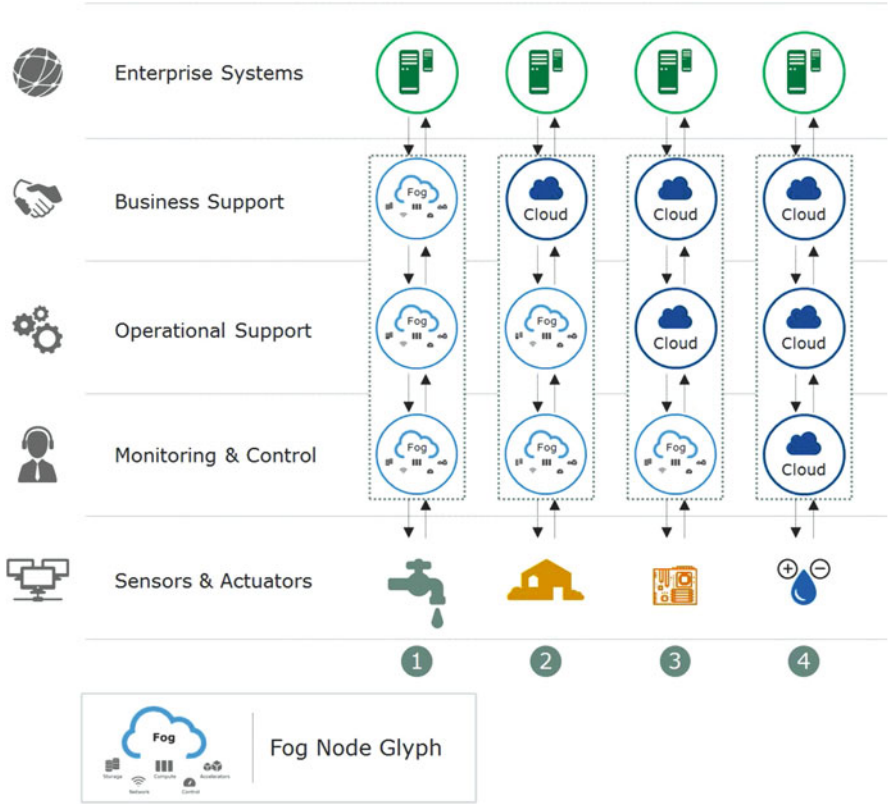 Enterprise Systems
Business Support
Fog
Cloud
Cloud
Cloud
Operational Support
Fog
Fog
Cloud
Cloud
Monitoring & Control
Fog
Fog
Fog
Cloud
Sensors & Actuators
1 2 3 4
Fog
Storage Compute Accelerators
Network Control
Fog Node Glyph